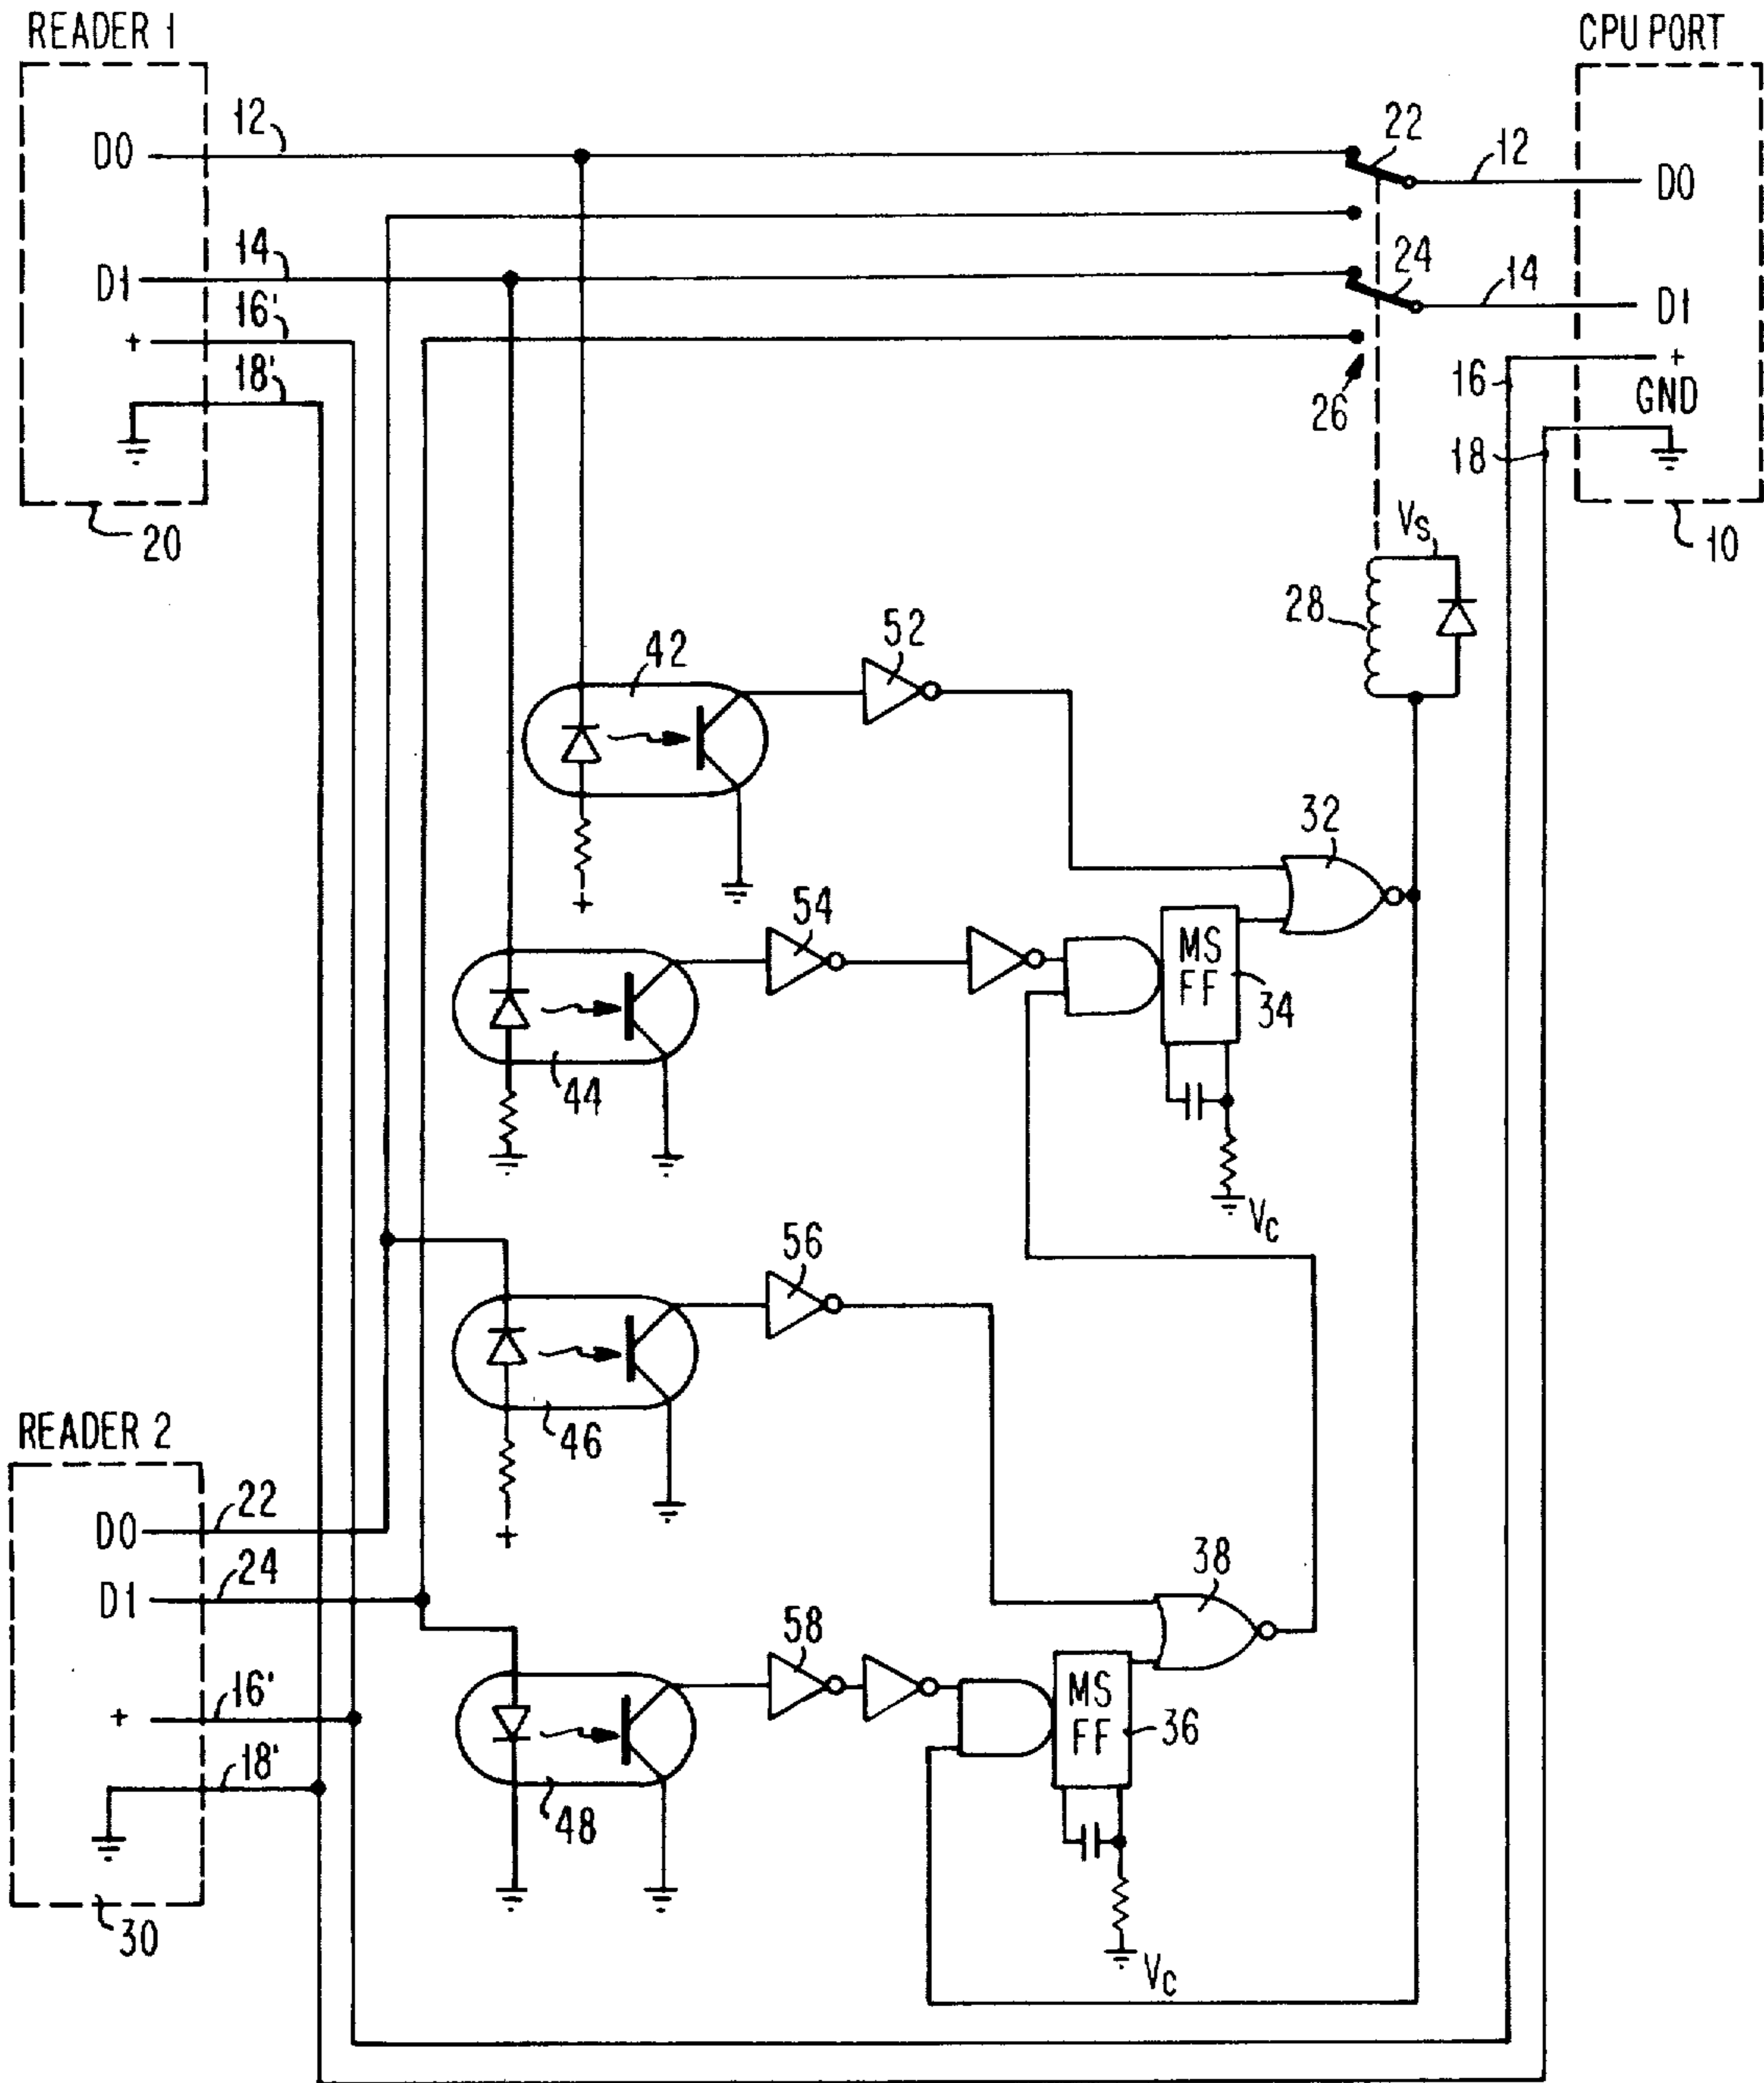 READER 1
CPU PORT
12
22
12
D0
D0
14
24
14
D1
D1
16'
+
+
16
GND
18'
26
18
20
Vs
10
28
42
52
32
+
54
MS
FF
34
44
Vc
56
46
READER 2
+
22
D0
38
24
D1
58
MS
FF
36
16'
+
18'
48
30
Vc